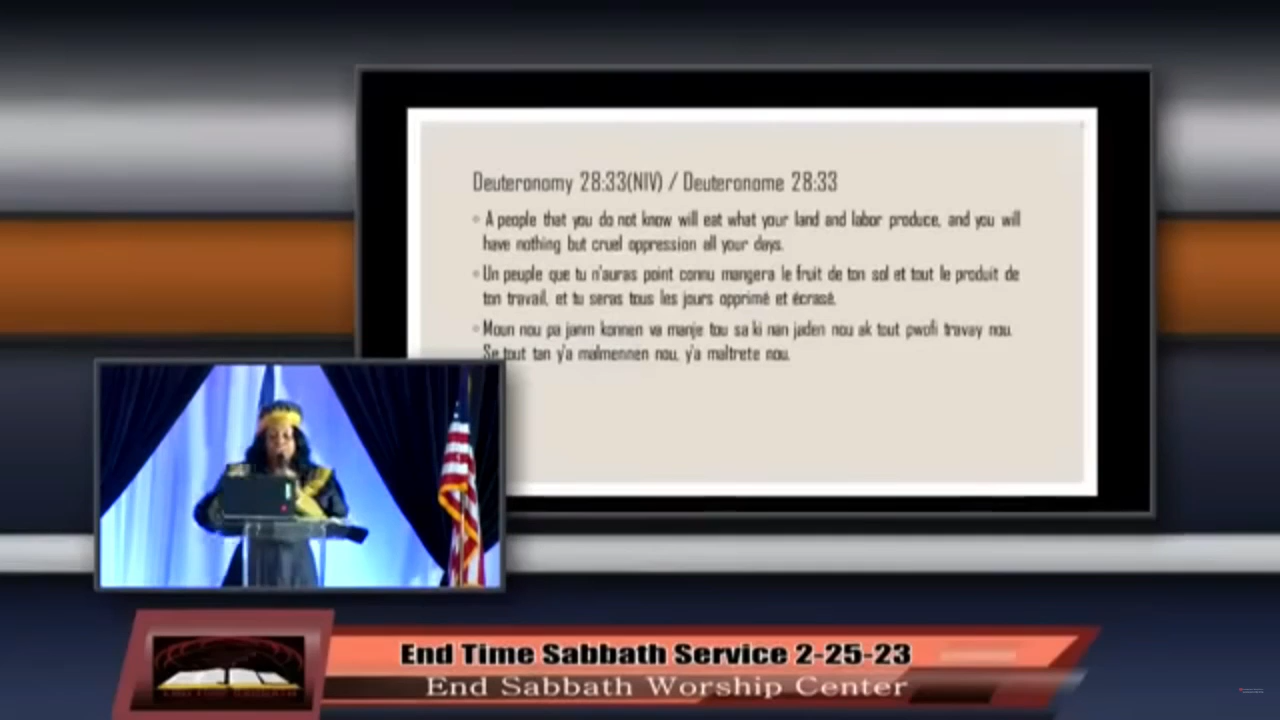 Deuteronomy 28:33(NIV) / Deuteronome 28:33
A people that you do not know will eat what your land and labor produce, and you will
have nothing but cruel oppression all your days.
Un peuple que tu n'auras point connu mangera le fruit de ton sol et tout le produit de
ton travail, et tu seras tous les jours opprimé et écrasé.
Moun nou pa janm konnen va manje tou sa ki nan jaden nou ak tout pwofi travay nou.
Se tout tan y'a malmennen nou, y'a maltrete nou.
End Time Sabbath Service 2-25-23
End Sabbath Worship Center